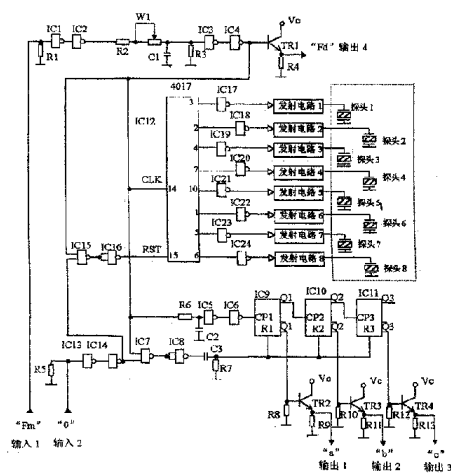 W1
Vc
IC1 IC2 IC3 IC4
R1 R2 C1 R3 TR1
R4 "Fd" 输出 4
4017
IC12
3 IC17 发射电路 1 探头1
2 IC18 发射电路 2 探头2
4 IC19 发射电路 3 探头3
7 IC20 发射电路 4 探头4
CLK 14 10 IC21 发射电路 5 探头5
1 IC22 发射电路 6 探头6
5 IC23 发射电路 7 探头7
IC15 IC16 RST 15 6 IC24 发射电路 8 探头8
R6 IC5 IC6 IC9 IC10 IC11
C2 CP1 Q1 CP2 Q2 CP3 Q3
R1 Q1 R2 Q2 R3 Q3
IC13 IC14 IC7 IC8 C3
R5 R7
Vc Vc Vc
R8 TR2 R10 TR3 R12 TR4
R9 R11 R13
"Fm" "0" "a" "b" "c"
输入 1 输入 2 输出 1 输出 2 输出 3